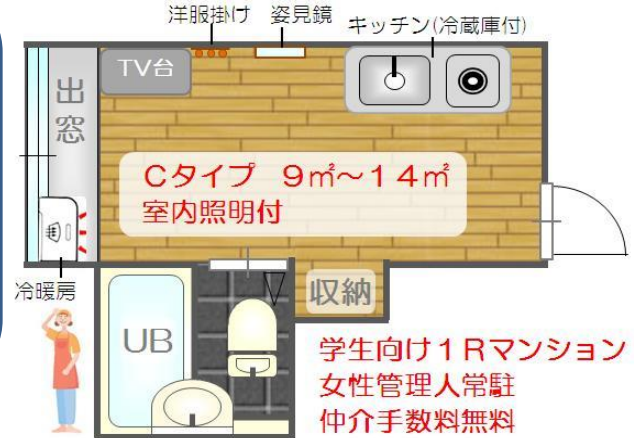 洋服掛け 姿見鏡 キッチン(冷蔵庫付)
TV台
出窓
Cタイプ 9㎡～14㎡
室内照明付
冷暖房
収納
UB
学生向け1Rマンション
女性管理人常駐
仲介手数料無料